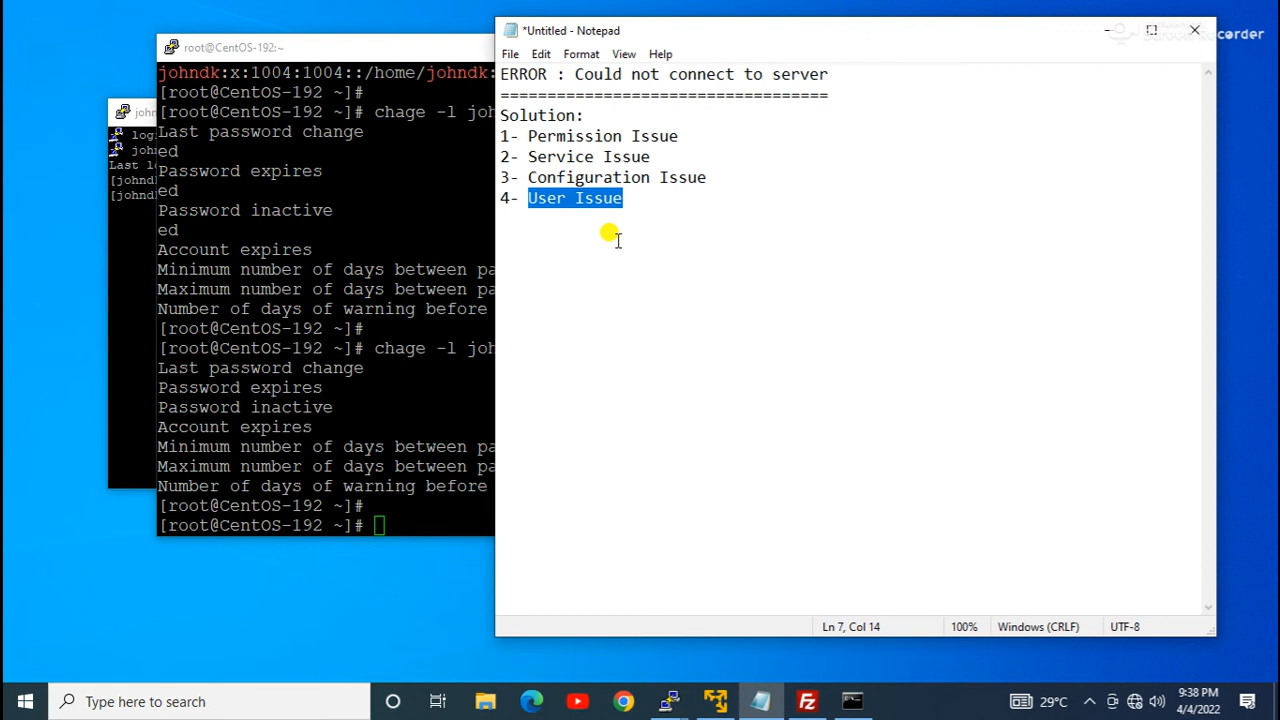 root@CentOS-192:~
johndk:x:1004:1004::/home/johndk:
[root@CentOS-192 ~]#
[root@CentOS-192 ~]# chage -l joh
Last password change
ed
Password expires
ed
Password inactive
ed
Account expires
Minimum number of days between pa
Maximum number of days between pa
Number of days of warning before
[root@CentOS-192 ~]#
[root@CentOS-192 ~]# chage -l joh
Last password change
Password expires
Password inactive
Account expires
Minimum number of days between pa
Maximum number of days between pa
Number of days of warning before
[root@CentOS-192 ~]#
[root@CentOS-192 ~]#
john
logi
john
Last lo
[johnd
[johnd
*Untitled - Notepad
File Edit Format View Help
ERROR : Could not connect to server
===================================
Solution:
1- Permission Issue
2- Service Issue
3- Configuration Issue
4- User Issue
Ln 7, Col 14 100% Windows (CRLF) UTF-8
Type here to search
29°C
9:38 PM
4/4/2022